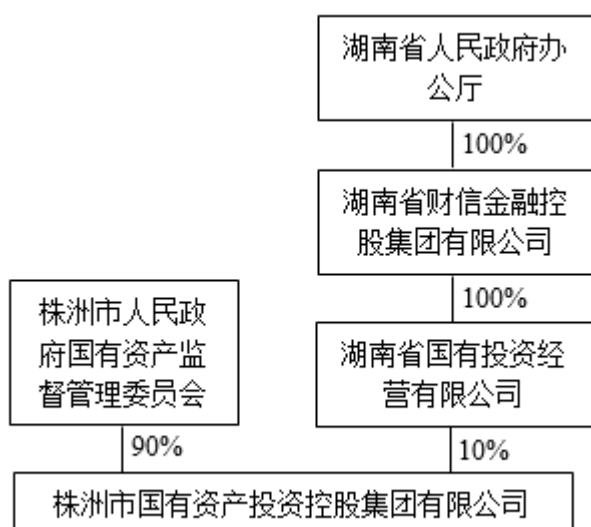 湖南省人民政府办
公厅
100%
湖南省财信金融控
股集团有限公司
100%
株洲市人民政
府国有资产监
督管理委员会
湖南省国有投资经
营有限公司
90%
10%
株洲市国有资产投资控股集团有限公司